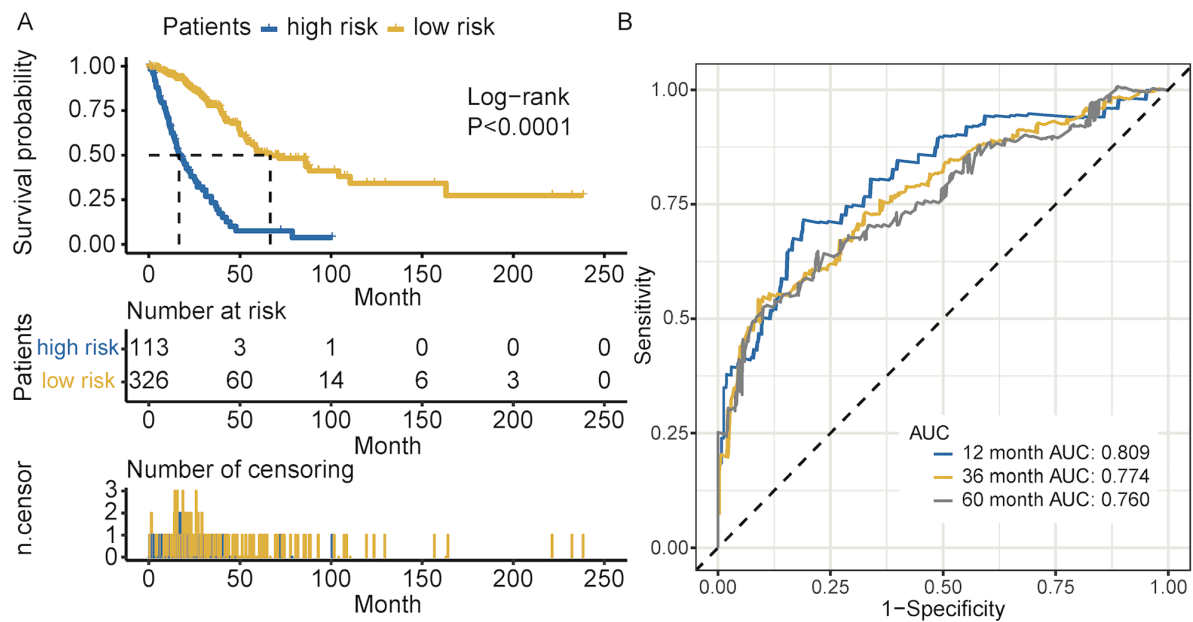 A
Patients high risk low risk
Survival probability
1.00
0.75
0.50
0.25
0.00
Log−rank
P<0.0001
0 50 100 150 200 250
Month
Number at risk
Patients
high risk 113 3 1 0 0 0
low risk 326 60 14 6 3 0
0 50 100 150 200 250
Month
Number of censoring
n.censor
3
2
1
0
0 50 100 150 200 250
Month
B
Sensitivity
1.00
0.75
0.5
0.25
0.00
AUC
12 month AUC: 0.809
36 month AUC: 0.774
60 month AUC: 0.760
0.00 0.25 0.50 0.75 1.00
1−Specificity